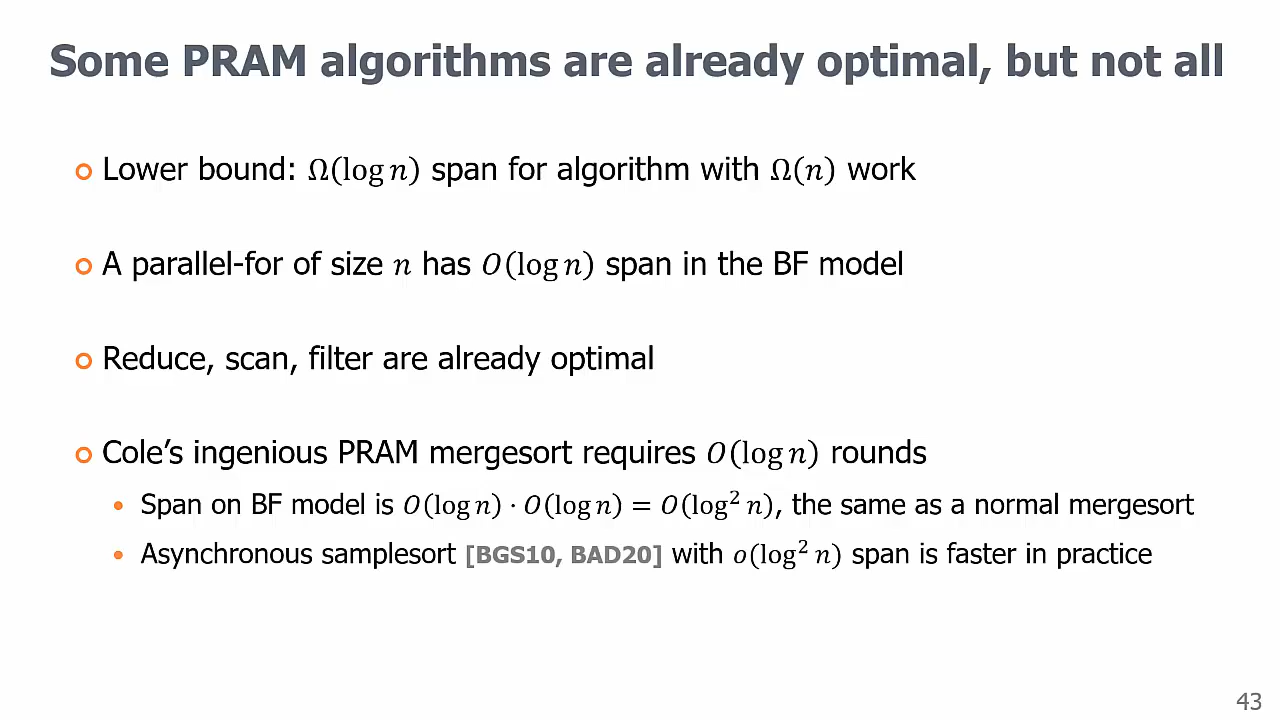 Some PRAM algorithms are already optimal, but not all
Lower bound: Ω(log n) span for algorithm with Ω(n) work
A parallel-for of size n has O(log n) span in the BF model
Reduce, scan, filter are already optimal
Cole’s ingenious PRAM mergesort requires O(log n) rounds
Span on BF model is O(log n) · O(log n) = O(log² n), the same as a normal mergesort
Asynchronous samplesort [BGS10, BAD20] with o(log² n) span is faster in practice
43